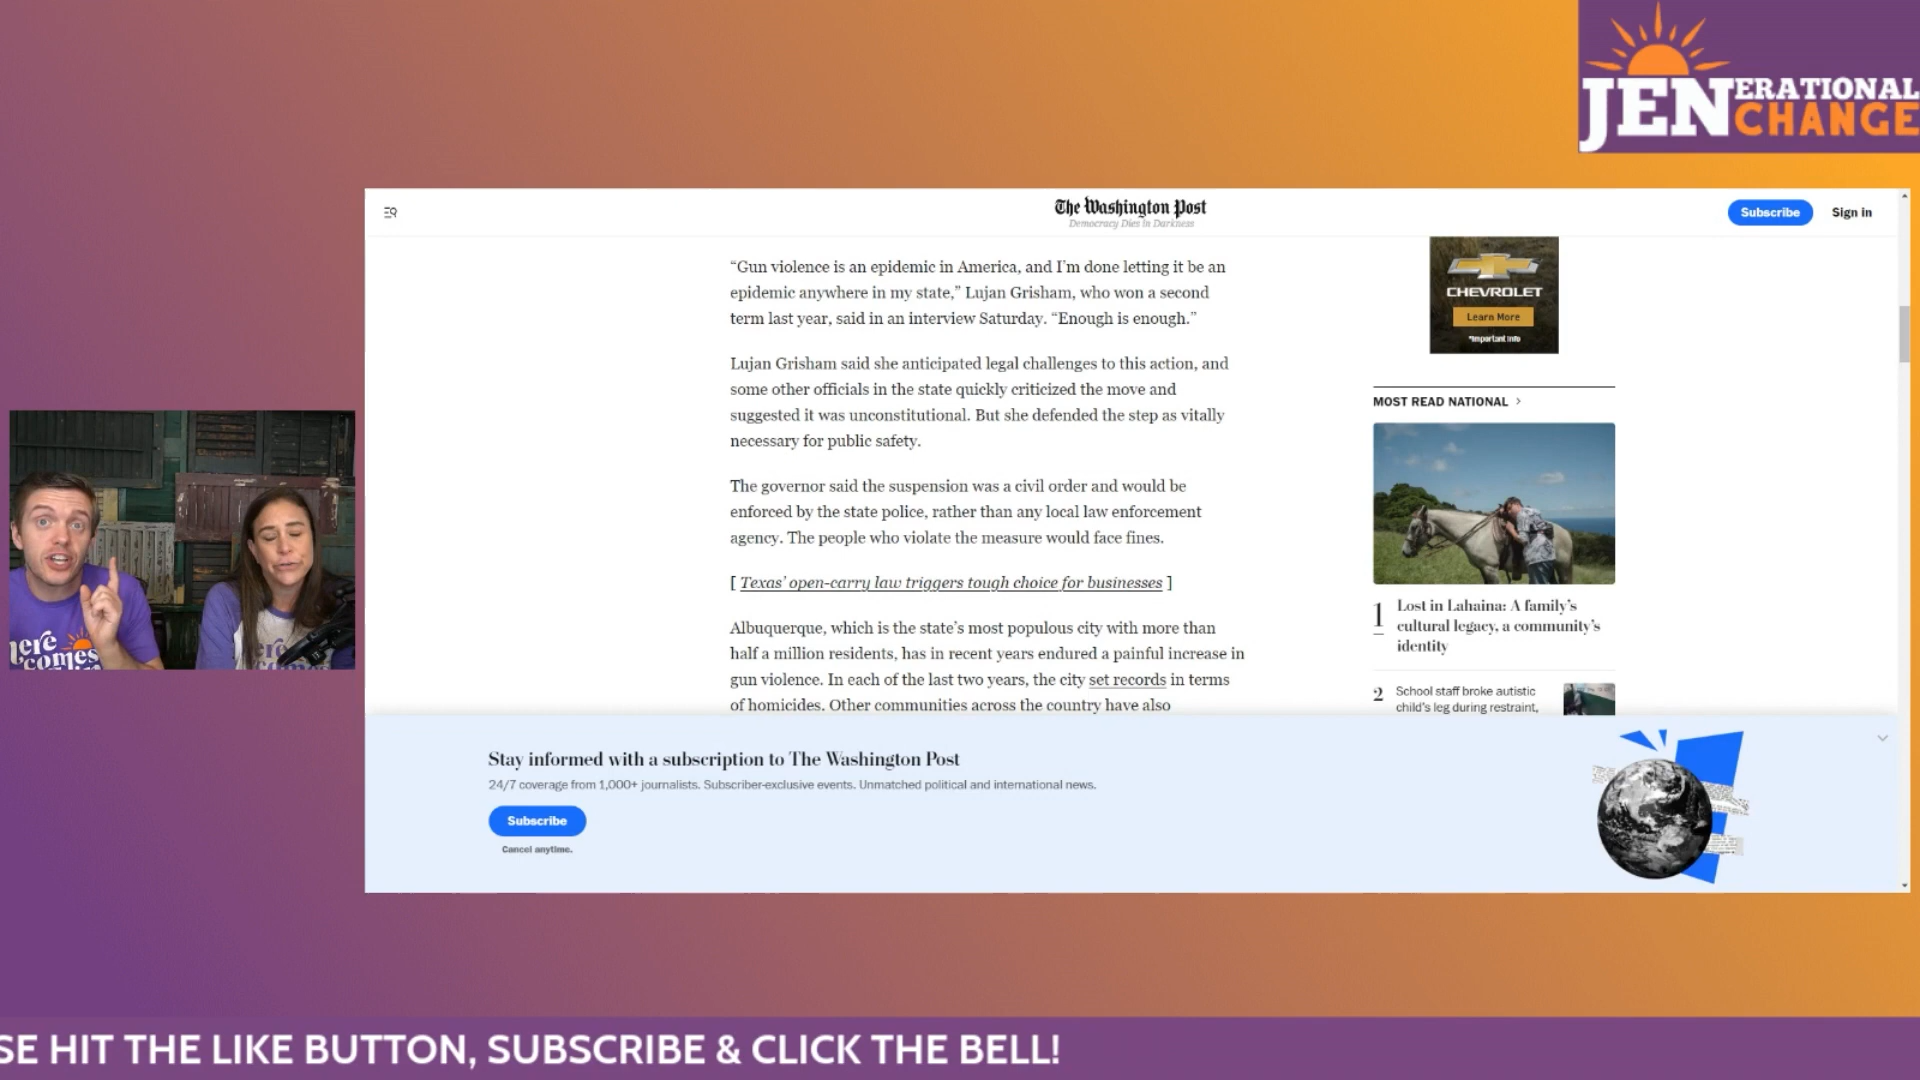 JENERATIONAL
CHANGE
The Washington Post
Democracy Dies in Darkness
Subscribe
Sign in
“Gun violence is an epidemic in America, and I’m done letting it be an
epidemic anywhere in my state,” Lujan Grisham, who won a second
term last year, said in an interview Saturday. “Enough is enough.”
Lujan Grisham said she anticipated legal challenges to this action, and
some other officials in the state quickly criticized the move and
suggested it was unconstitutional. But she defended the step as vitally
necessary for public safety.
The governor said the suspension was a civil order and would be
enforced by the state police, rather than any local law enforcement
agency. The people who violate the measure would face fines.
[ Texas’ open-carry law triggers tough choice for businesses ]
Albuquerque, which is the state’s most populous city with more than
half a million residents, has in recent years endured a painful increase in
gun violence. In each of the last two years, the city set records in terms
of homicides. Other communities across the country have also
CHEVROLET
Learn More
*Important Info
MOST READ NATIONAL >
1
Lost in Lahaina: A family’s
cultural legacy, a community’s
identity
2
School staff broke autistic
child’s leg during restraint,
here
comes
Stay informed with a subscription to The Washington Post
24/7 coverage from 1,000+ journalists. Subscriber-exclusive events. Unmatched political and international news.
Subscribe
Cancel anytime.
SE HIT THE LIKE BUTTON, SUBSCRIBE & CLICK THE BELL!